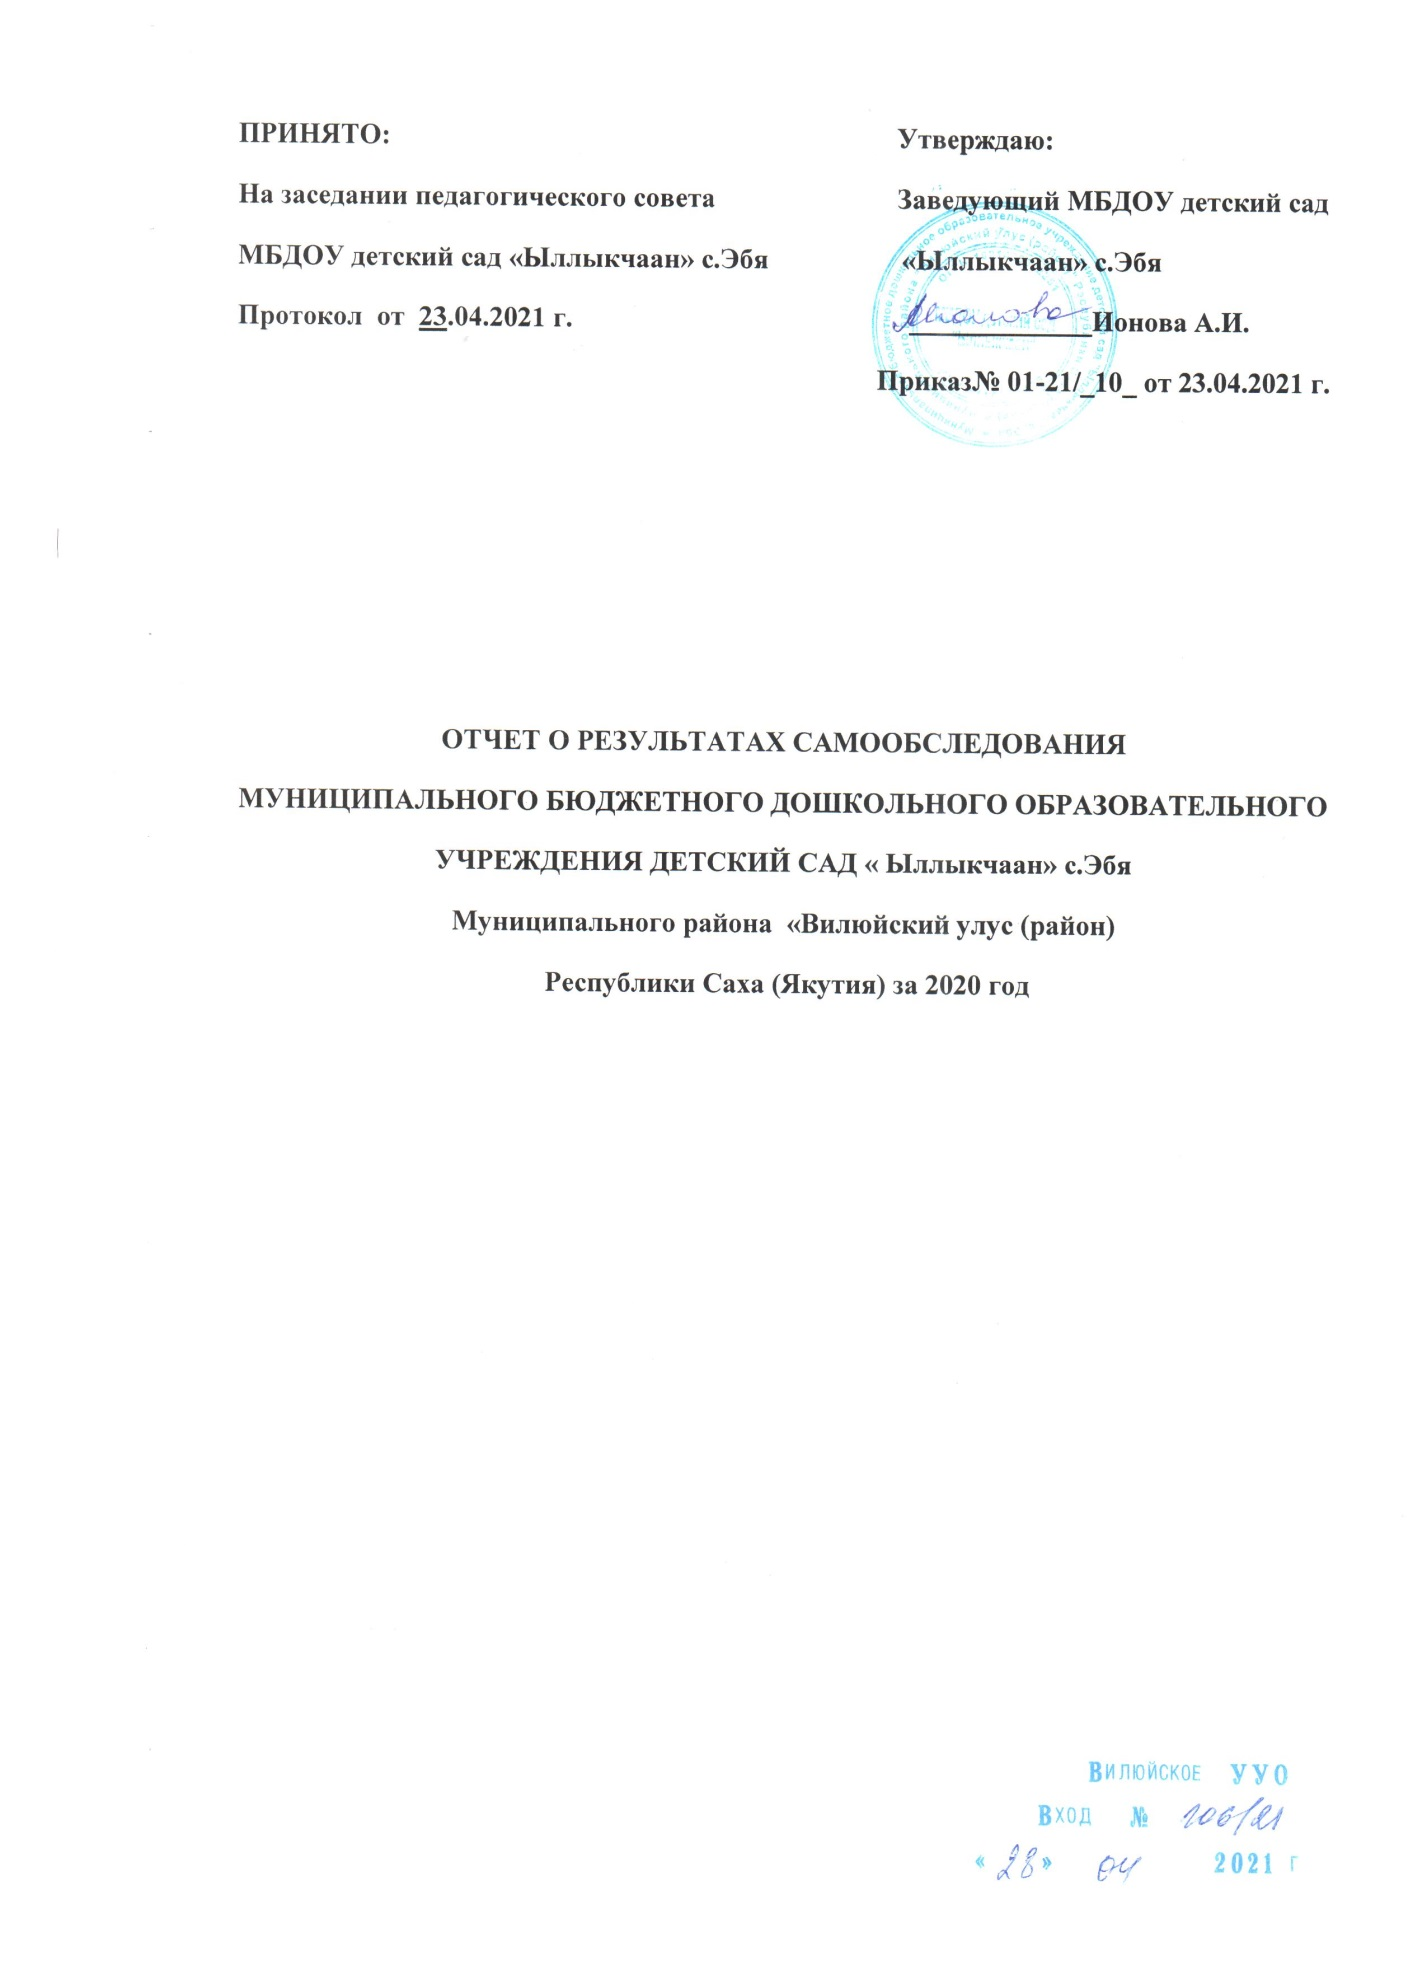 ПРИНЯТО:
На заседании педагогического совета
МБДОУ детский сад «Ыллыкчаан» с.Эбя
Протокол от 23.04.2021 г.
Утверждаю:
Заведующий МБДОУ детский сад
«Ыллыкчаан» с.Эбя
Ионова А.И.
Приказ№ 01-21/_10_ от 23.04.2021 г.
ОТЧЕТ О РЕЗУЛЬТАТАХ САМООБСЛЕДОВАНИЯ
МУНИЦИПАЛЬНОГО БЮДЖЕТНОГО ДОШКОЛЬНОГО ОБРАЗОВАТЕЛЬНОГО
УЧРЕЖДЕНИЯ ДЕТСКИЙ САД « Ыллыкчаан» с.Эбя
Муниципального района «Вилюйский улус (район)
Республики Саха (Якутия) за 2020 год
ВИЛЮЙСКОЕ УУО
ВХОД № 106/21
« 28 » 04 2021 Г